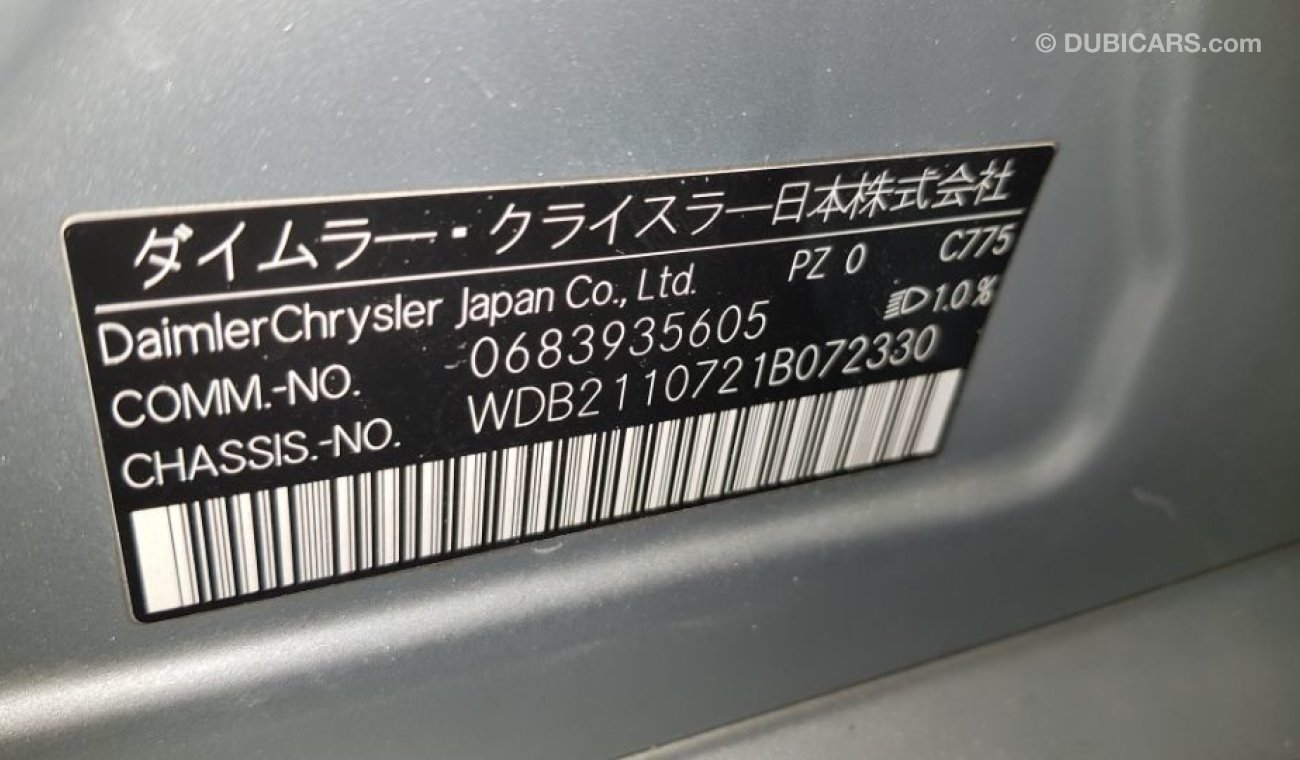 © DUBICARS.com
ダイムラー・クライスラー日本株式会社
DaimlerChrysler Japan Co., Ltd. PZ 0 C775
COMM.-NO. 0683935605 1.0%
CHASSIS.-NO. WDB2110721B072330